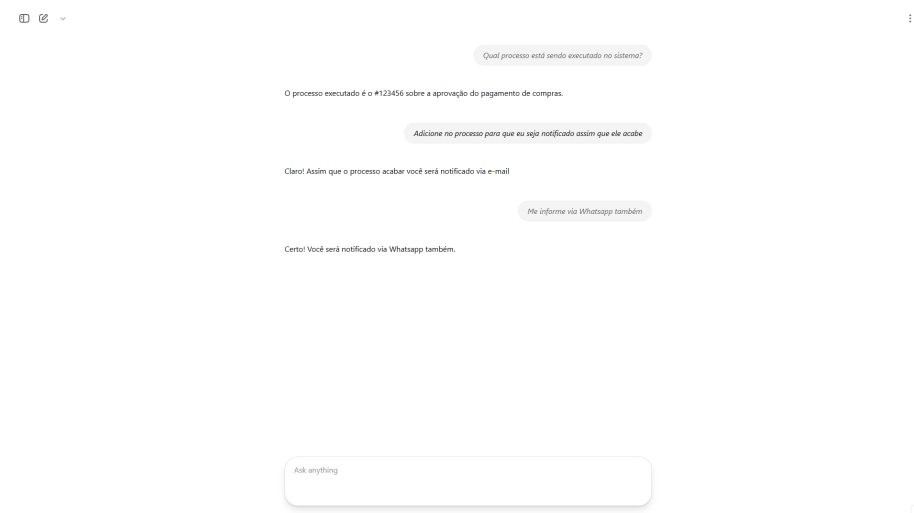 Qual processo está sendo executado no sistema?
O processo executado é o #123456 sobre a aprovação do pagamento de compras.
Adicione no processo para que eu seja notificado assim que ele acabe
Claro! Assim que o processo acabar você será notificado via e-mail
Me informe via Whatsapp também
Certo! Você será notificado via Whatsapp também.
Ask anything